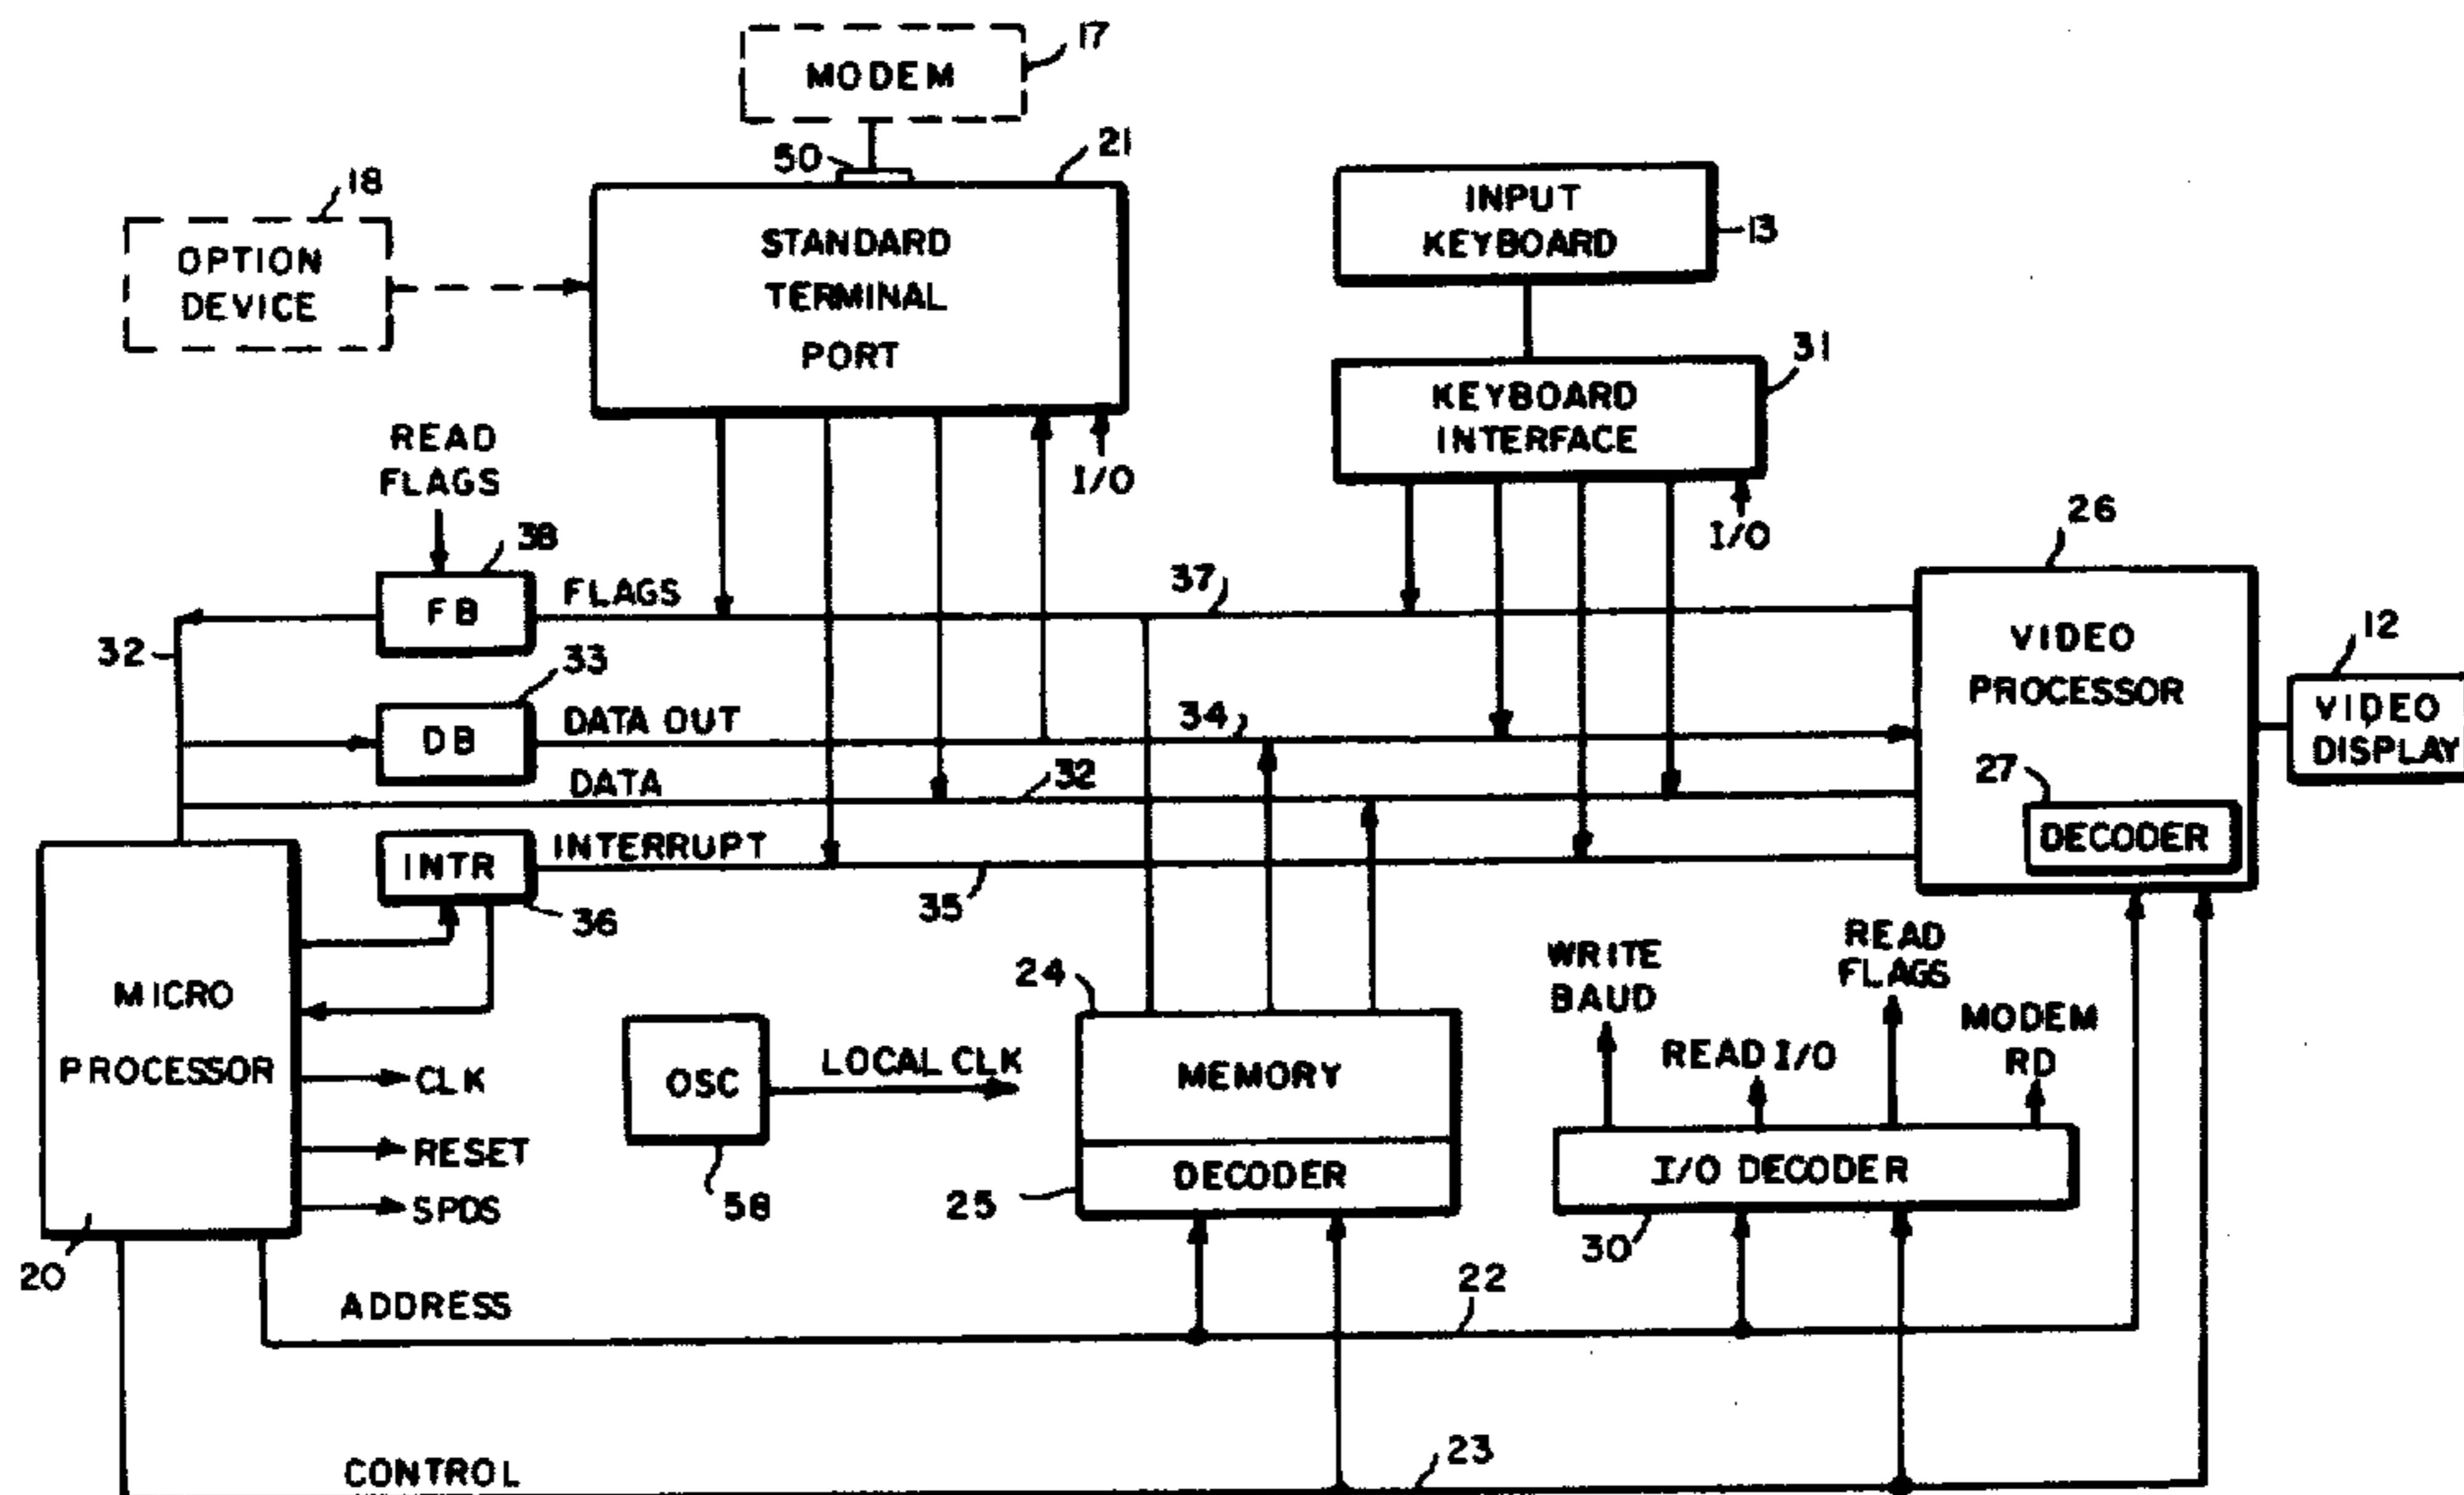 17
MODEM
50
21
18
OPTION
DEVICE
STANDARD
TERMINAL
PORT
INPUT
KEYBOARD
13
31
KEYBOARD
INTERFACE
I/O
I/O
READ
FLAGS
38
FB
FLAGS
37
26
32
33
DB
DATA OUT
34
DATA
32
VIDEO
PROCESSOR
12
VIDEO
DISPLAY
27
DECODER
INTR
INTERRUPT
36
35
MICRO
PROCESSOR
20
CLK
RESET
SPDS
OSC
LOCAL CLK
58
24
MEMORY
DECODER
25
WRITE
BAUD
READ I/O
READ
FLAGS
MODEM
RD
I/O DECODER
30
ADDRESS
22
CONTROL
23